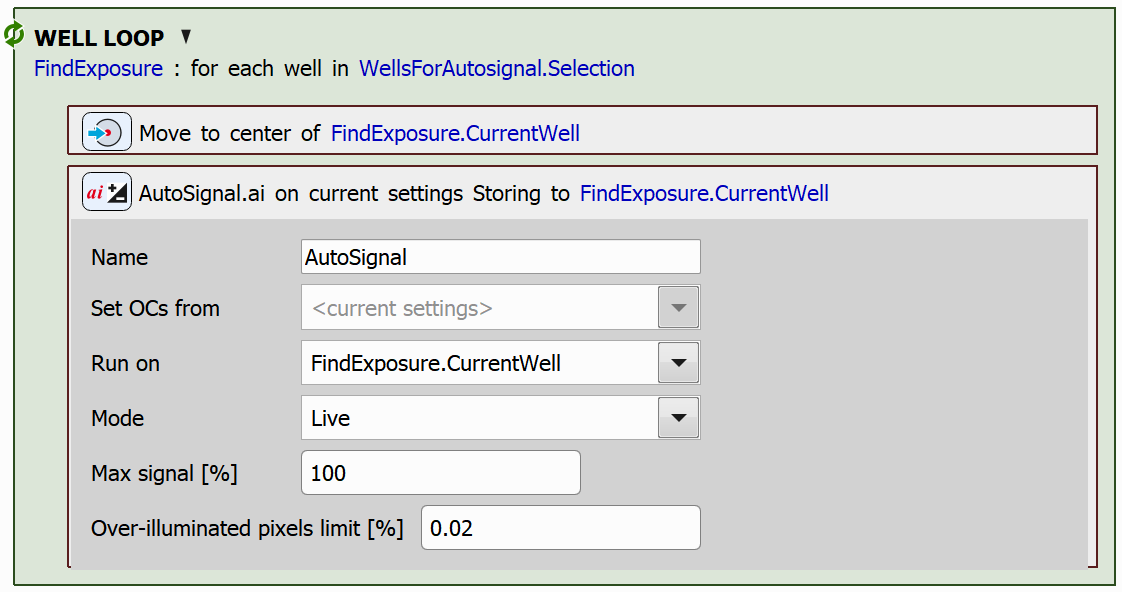 WELL LOOP ▼
FindExposure : for each well in WellsForAutosignal.Selection
Move to center of FindExposure.CurrentWell
ai AutoSignal.ai on current settings Storing to FindExposure.CurrentWell
Name AutoSignal
Set OCs from <current settings>
Run on FindExposure.CurrentWell
Mode Live
Max signal [%] 100
Over-illuminated pixels limit [%] 0.02